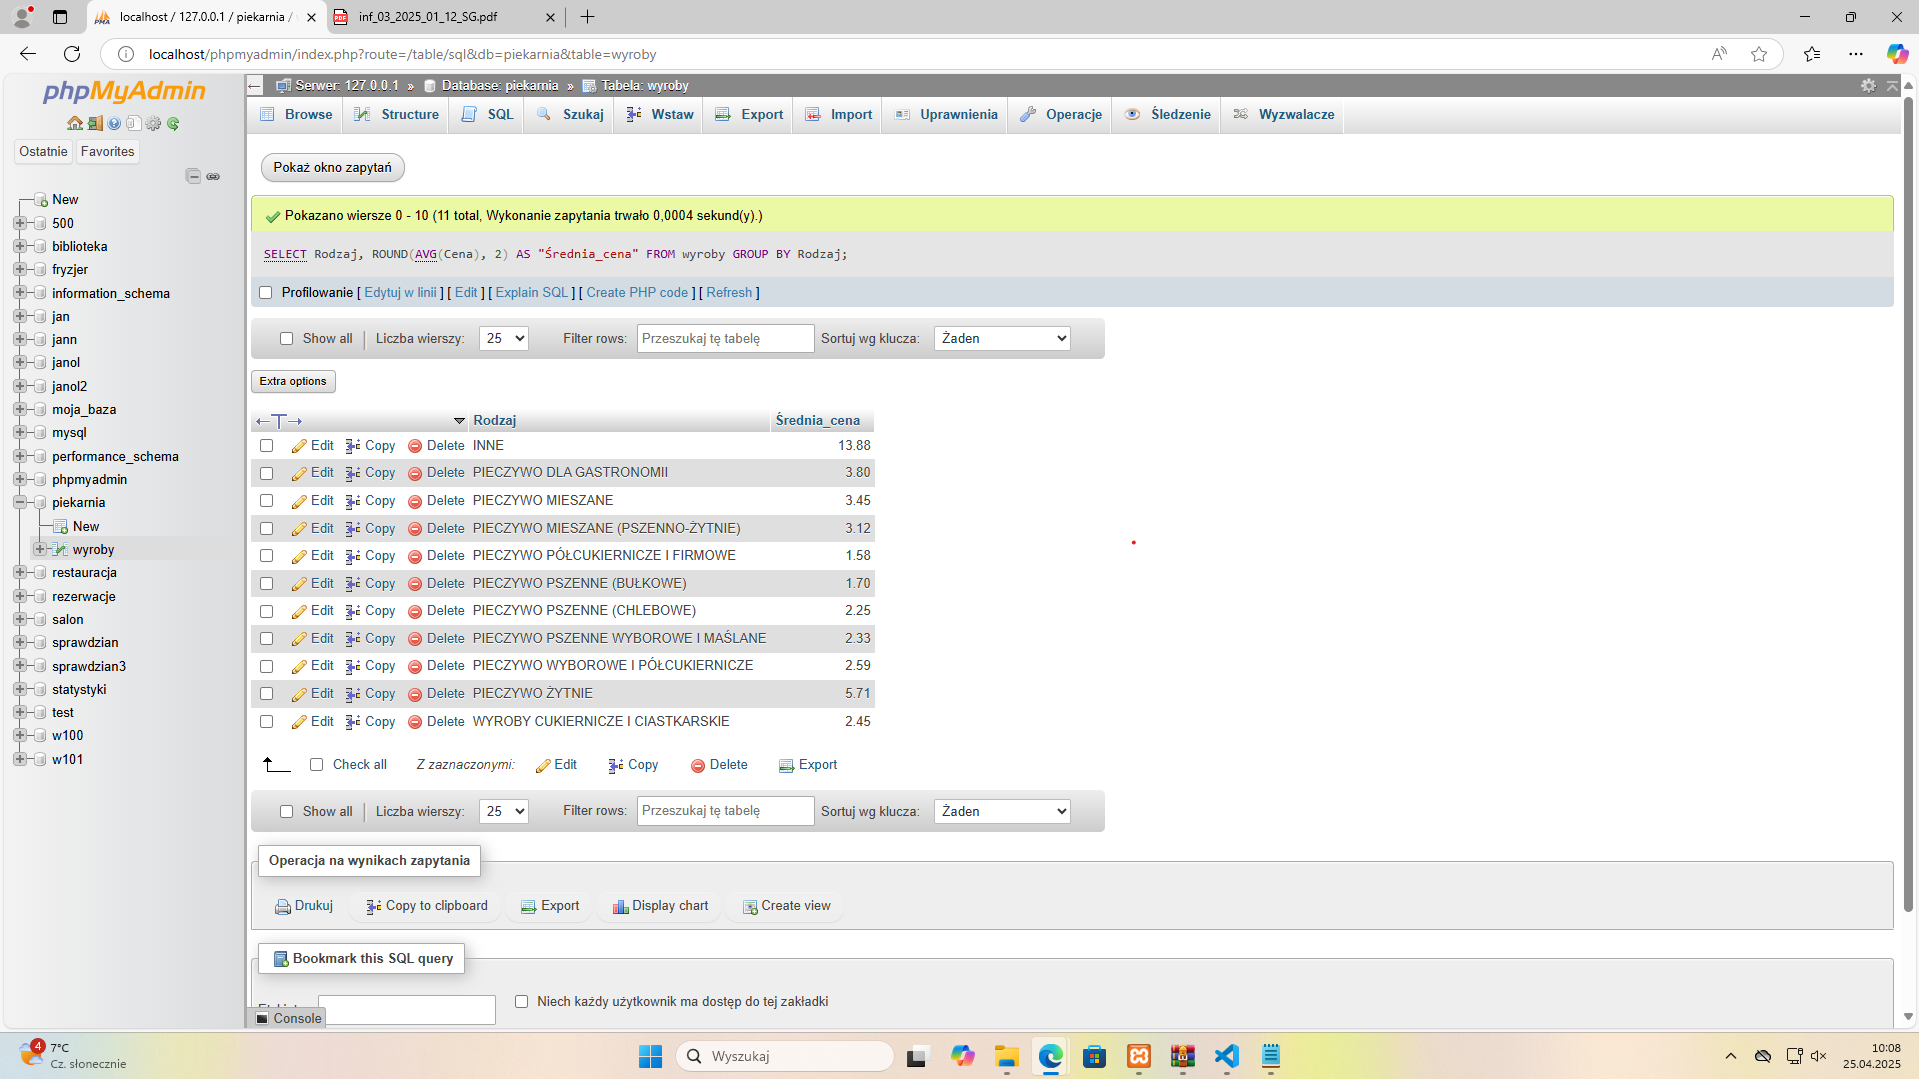 localhost / 127.0.0.1 / piekarnia /
inf_03_2025_01_12_SG.pdf
localhost/phpmyadmin/index.php?route=/table/sql&db=piekarnia&table=wyroby
phpMyAdmin
Ostatnie Favorites
New
500
biblioteka
fryzjer
information_schema
jan
jann
janol
janol2
moja_baza
mysql
performance_schema
phpmyadmin
piekarnia
New
wyroby
restauracja
rezerwacje
salon
sprawdzian
sprawdzian3
statystyki
test
w100
w101
Serwer: 127.0.0.1 » Database: piekarnia » Tabela: wyroby
Browse Structure SQL Szukaj Wstaw Export Import Uprawnienia Operacje Śledzenie Wyzwalacze
Pokaż okno zapytań
Pokazano wiersze 0 - 10 (11 total, Wykonanie zapytania trwało 0,0004 sekund(y).)
SELECT Rodzaj, ROUND(AVG(Cena), 2) AS "Średnia_cena" FROM wyroby GROUP BY Rodzaj;
Profilowanie [ Edytuj w linii ] [ Edit ] [ Explain SQL ] [ Create PHP code ] [ Refresh ]
Show all Liczba wierszy: 25 Filter rows: Przeszukaj tę tabelę Sortuj wg klucza: Żaden
Extra options
Rodzaj Średnia_cena
Edit Copy Delete INNE 13.88
Edit Copy Delete PIECZYWO DLA GASTRONOMII 3.80
Edit Copy Delete PIECZYWO MIESZANE 3.45
Edit Copy Delete PIECZYWO MIESZANE (PSZENNO-ŻYTNIE) 3.12
Edit Copy Delete PIECZYWO PÓŁCUKIERNICZE I FIRMOWE 1.58
Edit Copy Delete PIECZYWO PSZENNE (BUŁKOWE) 1.70
Edit Copy Delete PIECZYWO PSZENNE (CHLEBOWE) 2.25
Edit Copy Delete PIECZYWO PSZENNE WYBOROWE I MAŚLANE 2.33
Edit Copy Delete PIECZYWO WYBOROWE I PÓŁCUKIERNICZE 2.59
Edit Copy Delete PIECZYWO ŻYTNIE 5.71
Edit Copy Delete WYROBY CUKIERNICZE I CIASTKARSKIE 2.45
Check all Z zaznaczonymi: Edit Copy Delete Export
Show all Liczba wierszy: 25 Filter rows: Przeszukaj tę tabelę Sortuj wg klucza: Żaden
Operacja na wynikach zapytania
Drukuj Copy to clipboard Export Display chart Create view
Bookmark this SQL query
Niech każdy użytkownik ma dostęp do tej zakładki
Console
4
7°C
Cz. słonecznie
Wyszukaj
10:08
25.04.2025